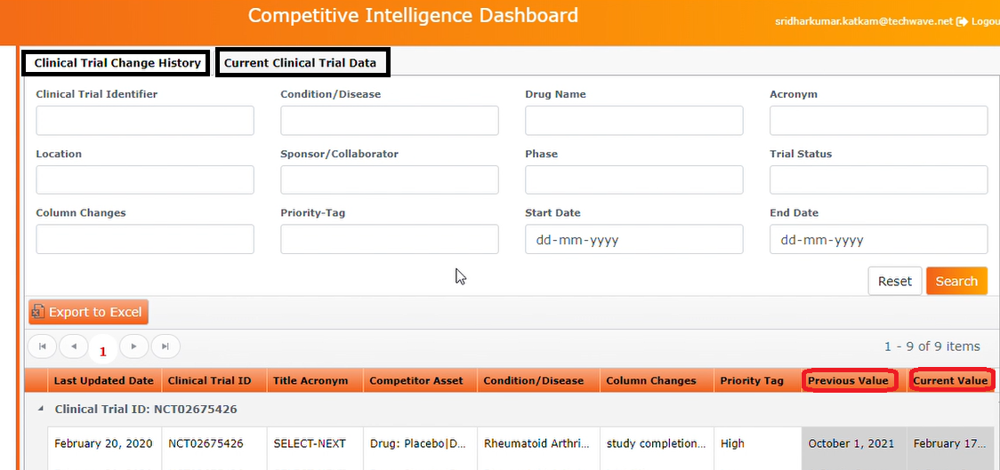 Competitive Intelligence Dashboard
sridharkumar.katkam@techwave.net Logou
Clinical Trial Change History Current Clinical Trial Data
Clinical Trial Identifier Condition/Disease Drug Name Acronym
Location Sponsor/Collaborator Phase Trial Status
Column Changes Priority-Tag Start Date End Date
dd-mm-yyyy dd-mm-yyyy
Reset Search
Export to Excel
1 1 - 9 of 9 items
Last Updated Date Clinical Trial ID Title Acronym Competitor Asset Condition/Disease Column Changes Priority Tag Previous Value Current Value
Clinical Trial ID: NCT02675426
February 20, 2020 NCT02675426 SELECT-NEXT Drug: Placebo|D... Rheumatoid Arthri... study completion... High October 1, 2021 February 17...